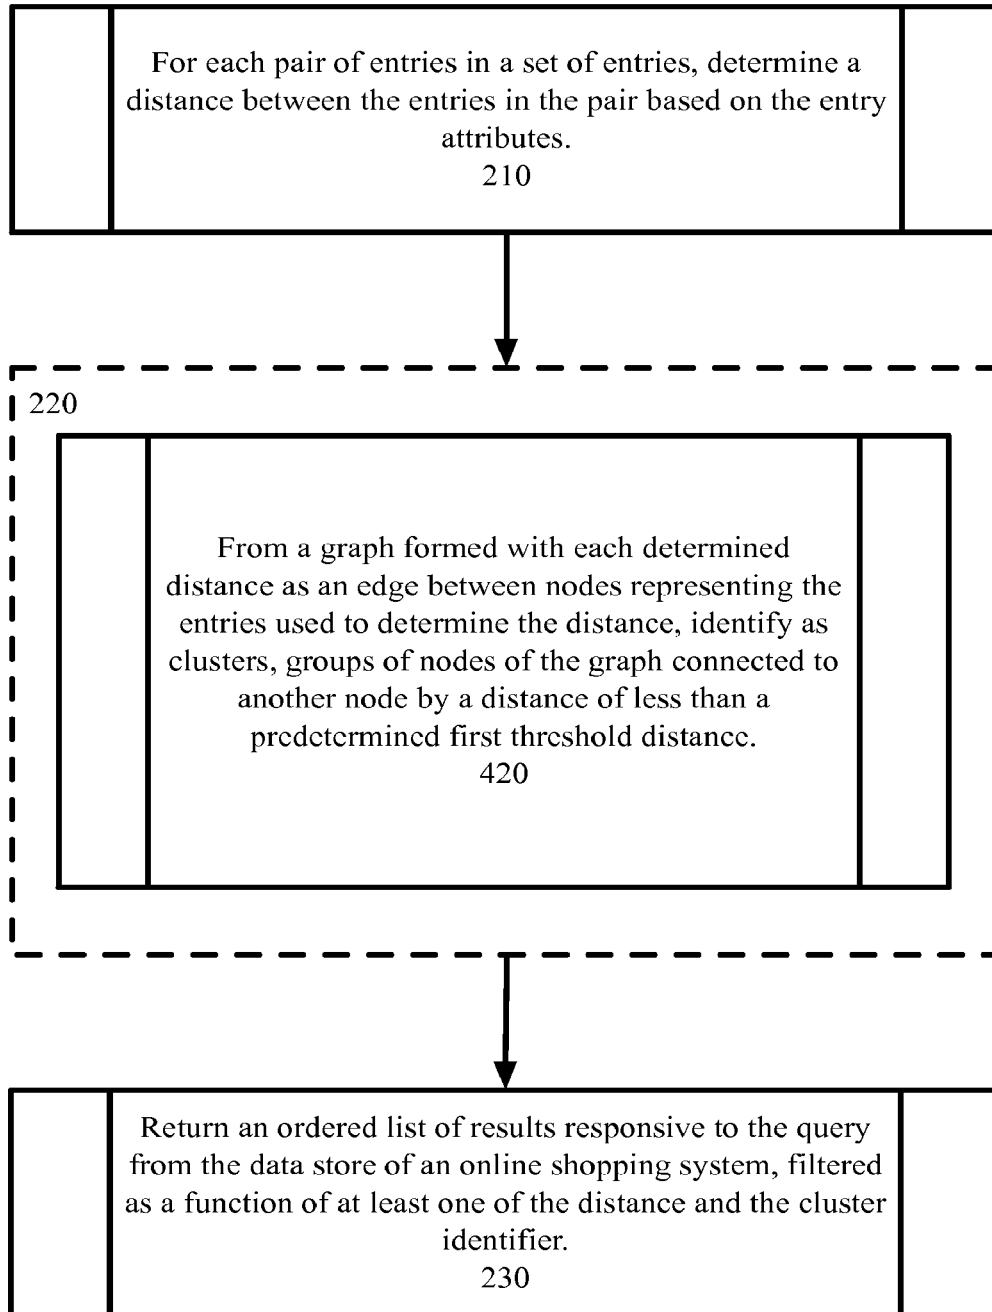 For each pair of entries in a set of entries, determine a
distance between the entries in the pair based on the entry
attributes.
210
220
From a graph formed with each determined
distance as an edge between nodes representing the
entries used to determine the distance, identify as
clusters, groups of nodes of the graph connected to
another node by a distance of less than a
predetermined first threshold distance.
420
Return an ordered list of results responsive to the query
from the data store of an online shopping system, filtered
as a function of at least one of the distance and the cluster
identifier.
230